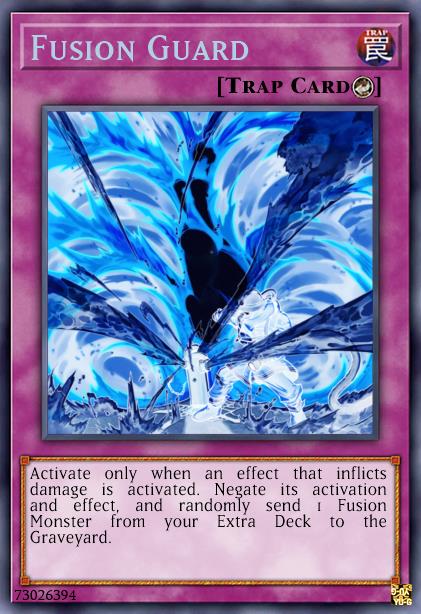 Fusion Guard
TRAP
罠
[Trap Card]
Activate only when an effect that inflicts
damage is activated. Negate its activation
and effect, and randomly send 1 Fusion
Monster from your Extra Deck to the
Graveyard.
73026394